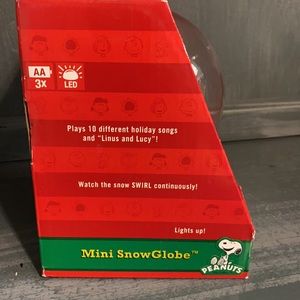 AA
3x
LED
Plays 10 different holiday songs
and "Linus and Lucy"!
Watch the snow SWIRL continuously!
Lights up!
Mini SnowGlobe™
PEANUTS